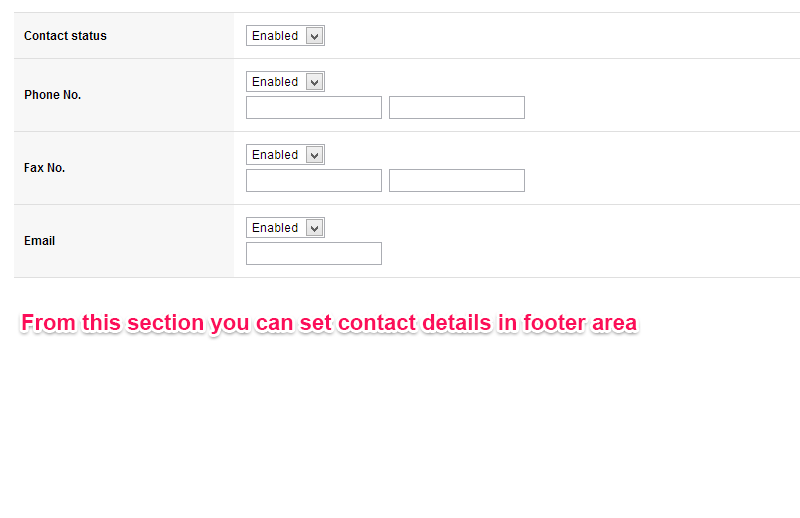 Contact status
Enabled
Phone No.
Enabled
Fax No.
Enabled
Email
Enabled
From this section you can set contact details in footer area